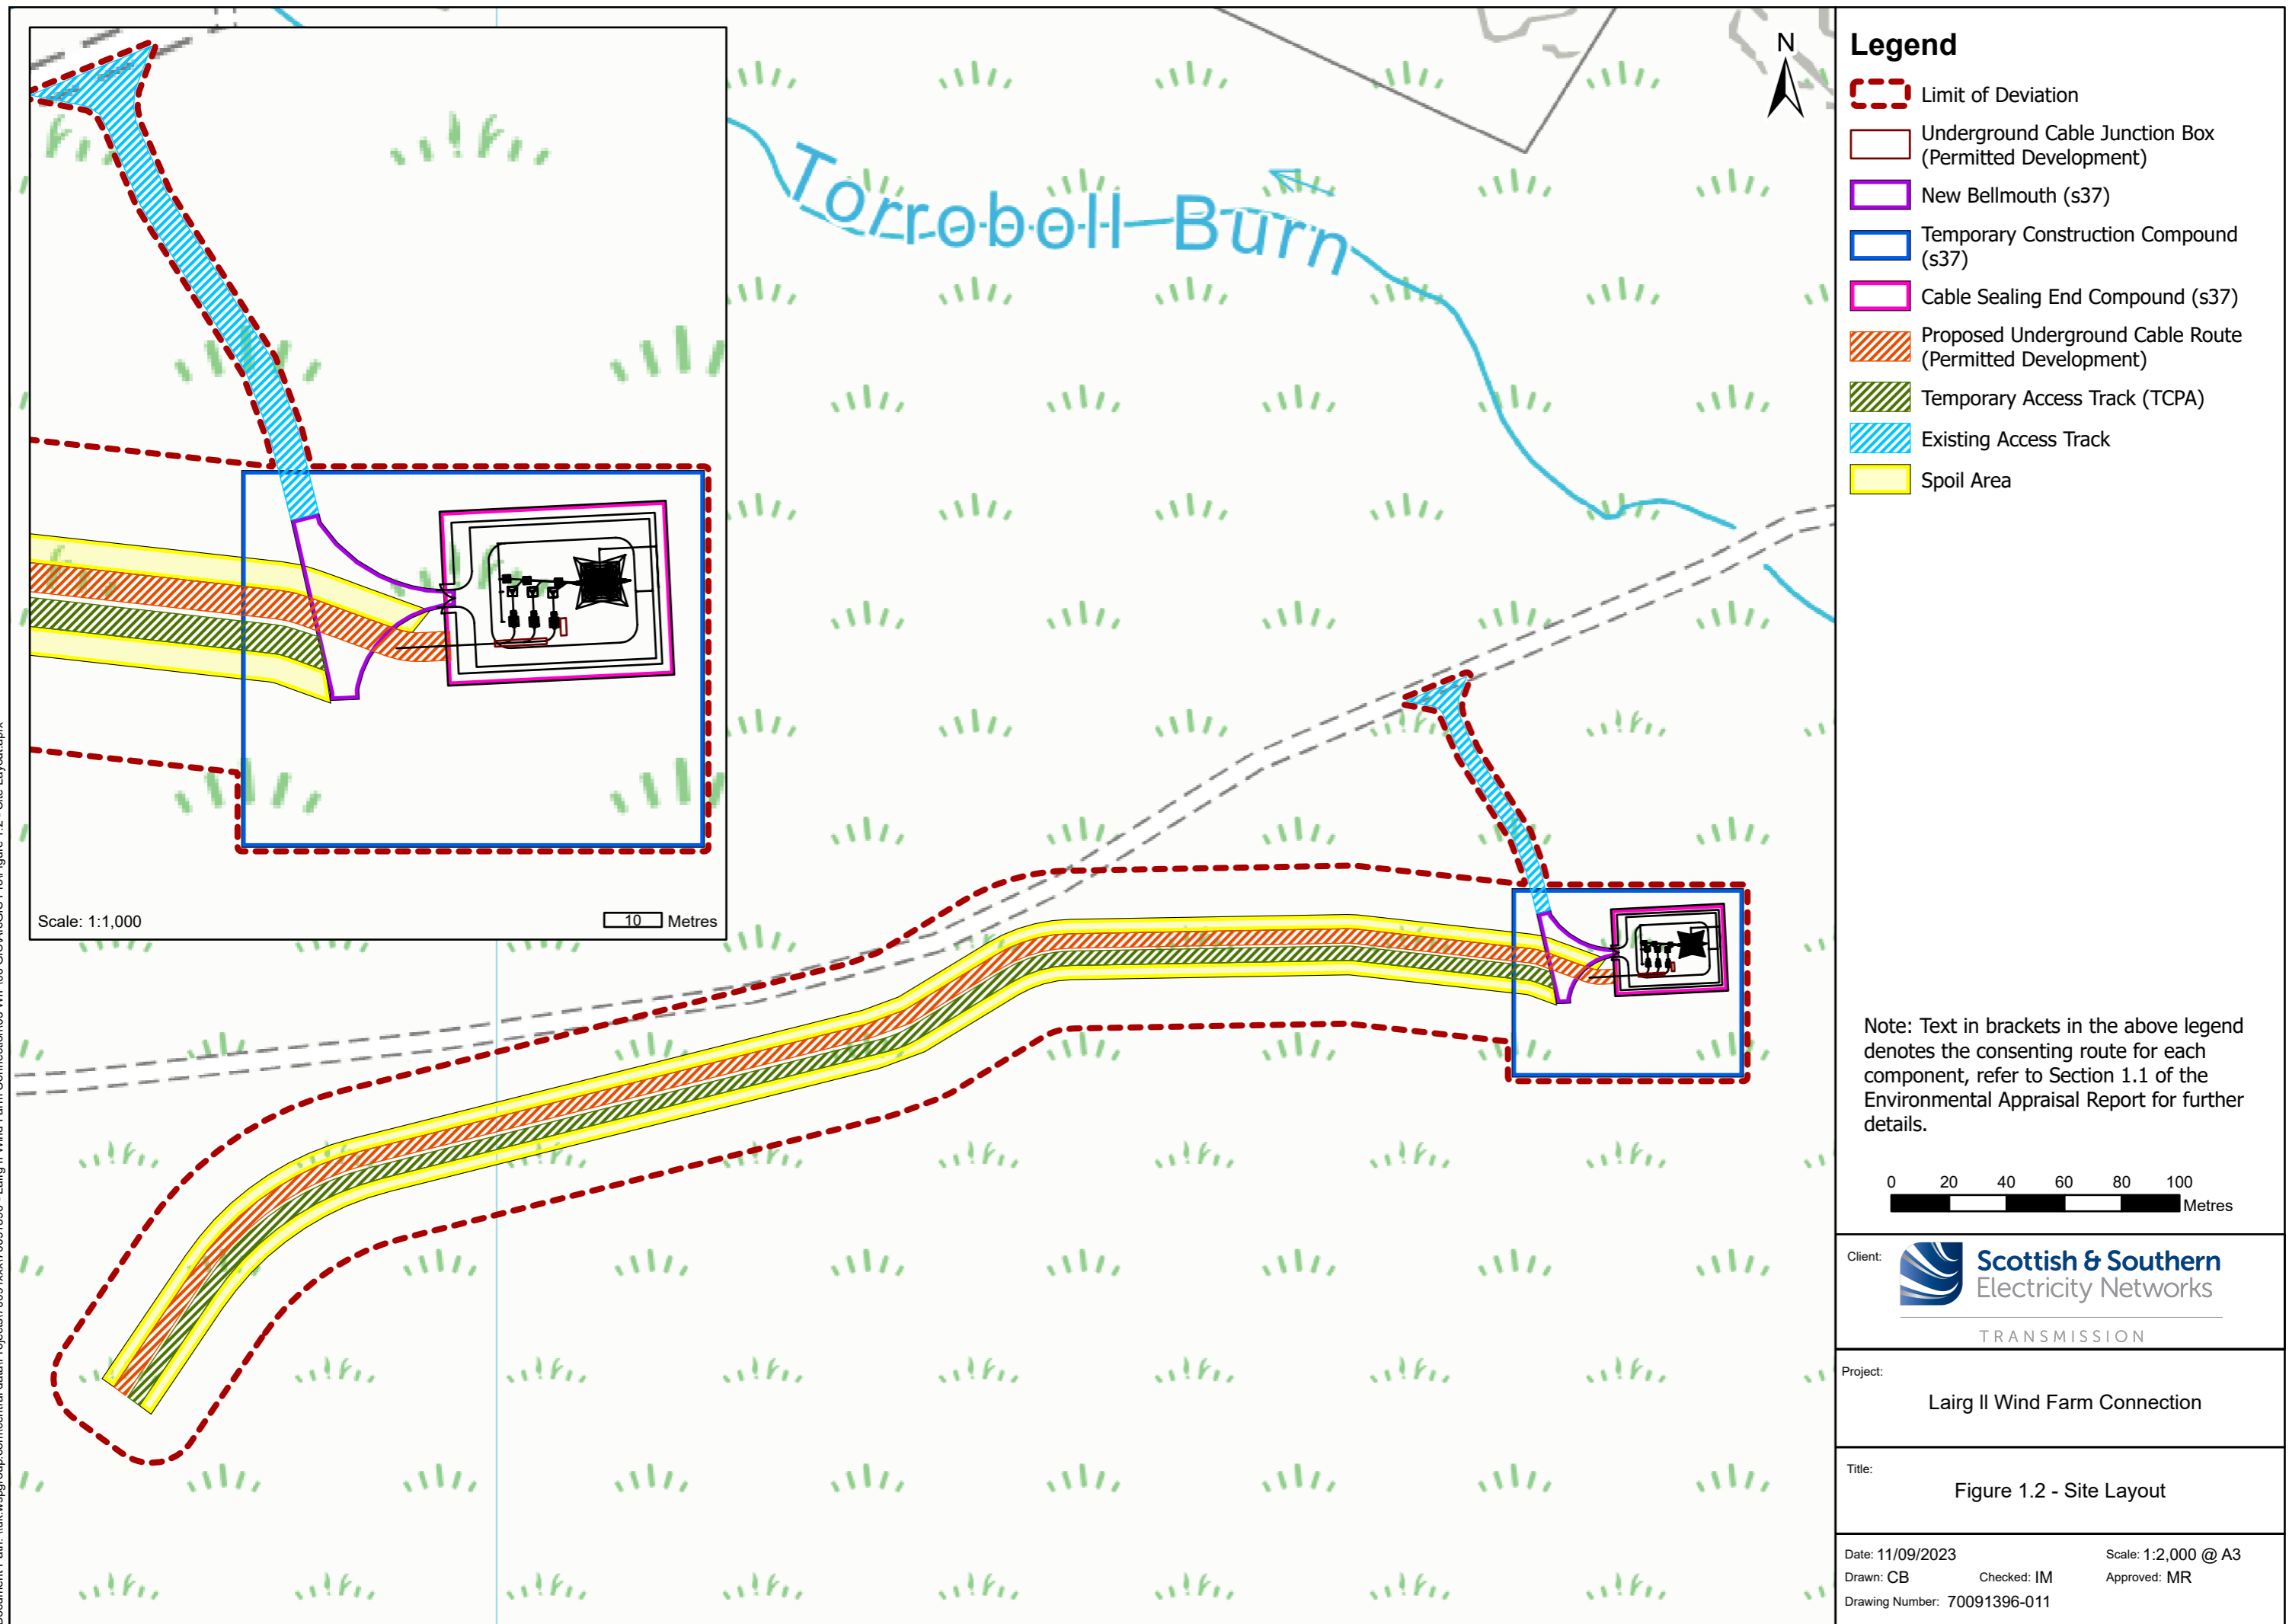 Torroboll Burn
Scale: 1:1,000
10 Metres
N
Legend
Limit of Deviation
Underground Cable Junction Box
(Permitted Development)
New Bellmouth (s37)
Temporary Construction Compound
(s37)
Cable Sealing End Compound (s37)
Proposed Underground Cable Route
(Permitted Development)
Temporary Access Track (TCPA)
Existing Access Track
Spoil Area
Note: Text in brackets in the above legend
denotes the consenting route for each
component, refer to Section 1.1 of the
Environmental Appraisal Report for further
details.
0 20 40 60 80 100
Metres
Client:
Scottish & Southern
Electricity Networks
TRANSMISSION
Project:
Lairg II Wind Farm Connection
Title:
Figure 1.2 - Site Layout
Date: 11/09/2023 Scale: 1:2,000 @ A3
Drawn: CB Checked: IM Approved: MR
Drawing Number: 70091396-011